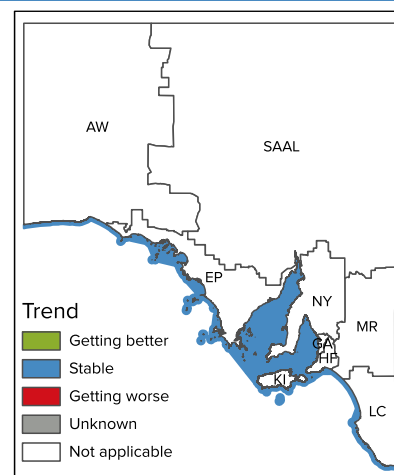 AW
SAAL
EP
NY
MR
GA
HF
KI
LC
Trend
Getting better
Stable
Getting worse
Unknown
Not applicable